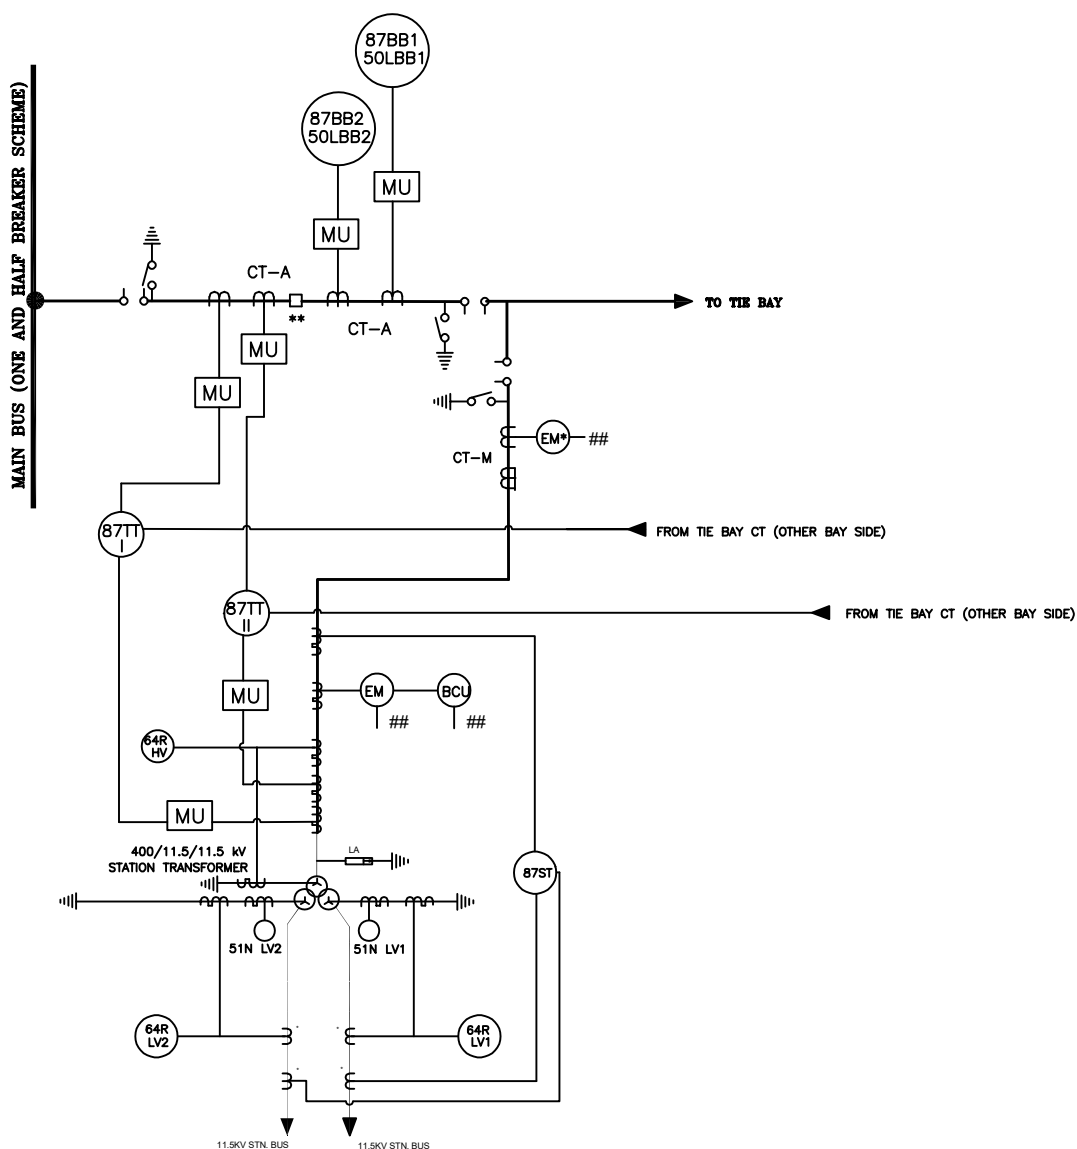 87BB1
50LBB1
87BB2
50LBB2
MAIN BUS (ONE AND HALF BREAKER SCHEME)
MU
MU
CT-A
**
CT-A
TO TIE BAY
MU
MU
EM*
##
CT-M
87TT
I
FROM TIE BAY CT (OTHER BAY SIDE)
87TT
II
FROM TIE BAY CT (OTHER BAY SIDE)
MU
EM
BCU
##
##
64R
HV
MU
400/11.5/11.5 kV
STATION TRANSFORMER
LA
87ST
51N LV2
51N LV1
64R
LV2
64R
LV1
11.5KV STN. BUS
11.5KV STN. BUS